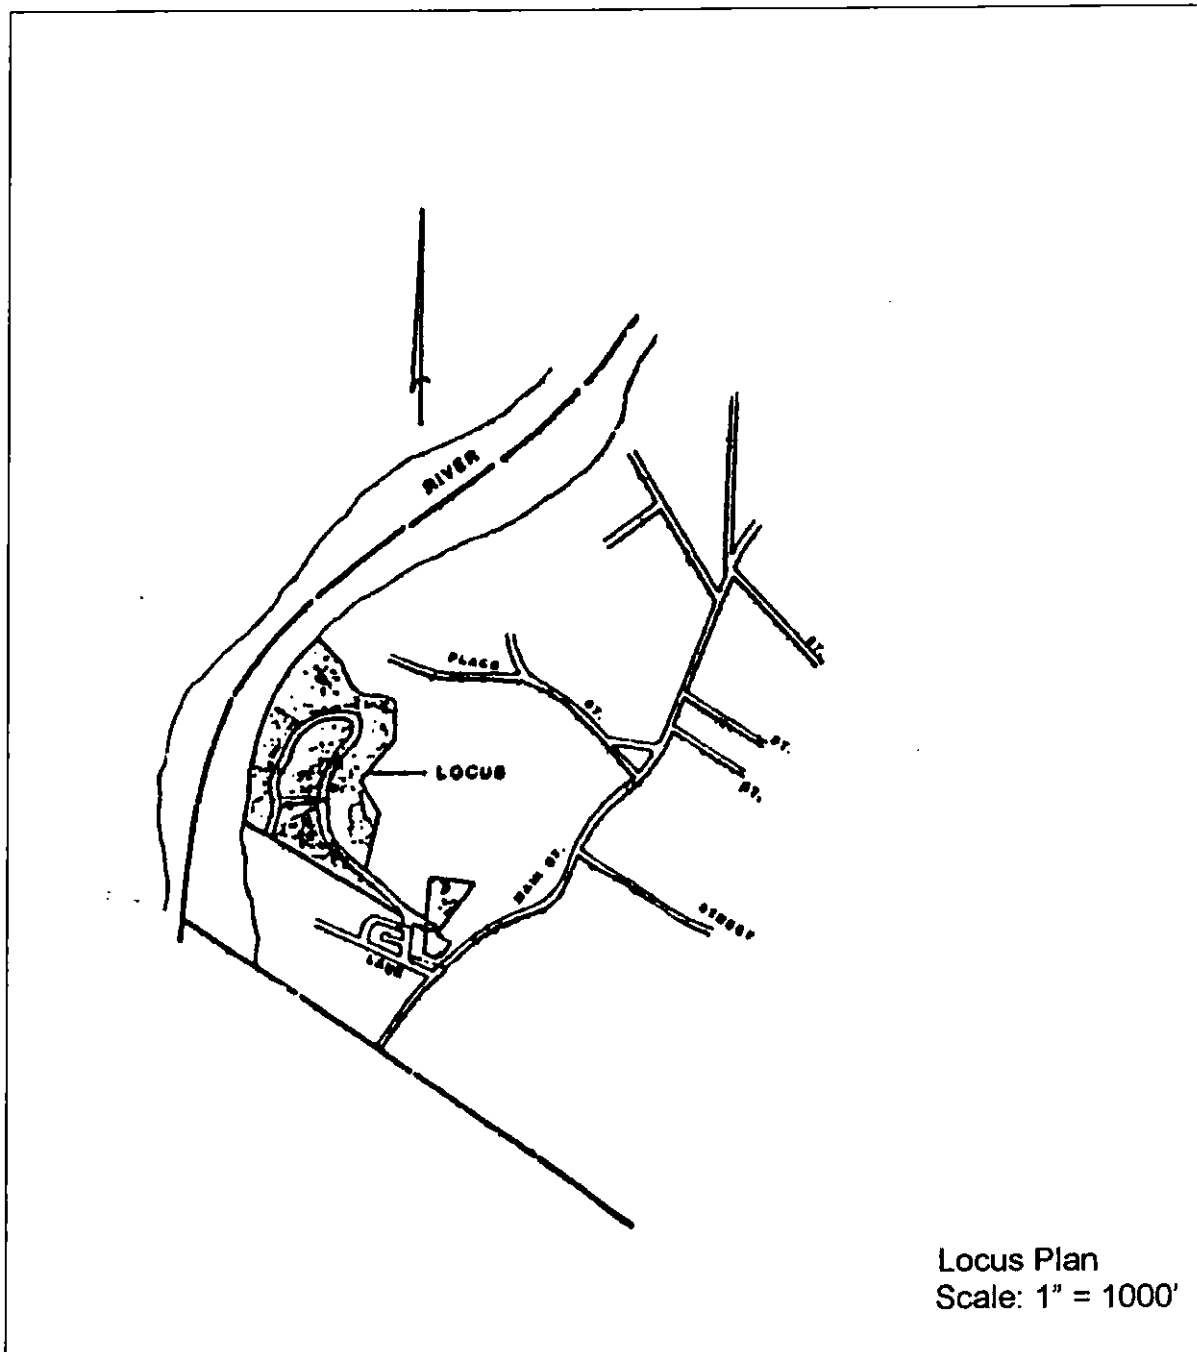 RIVER
ST.
PLACE
ST.
ST.
LOCUS
ST.
MAIN ST.
STREET
LANE
Locus Plan
Scale: 1" = 1000'